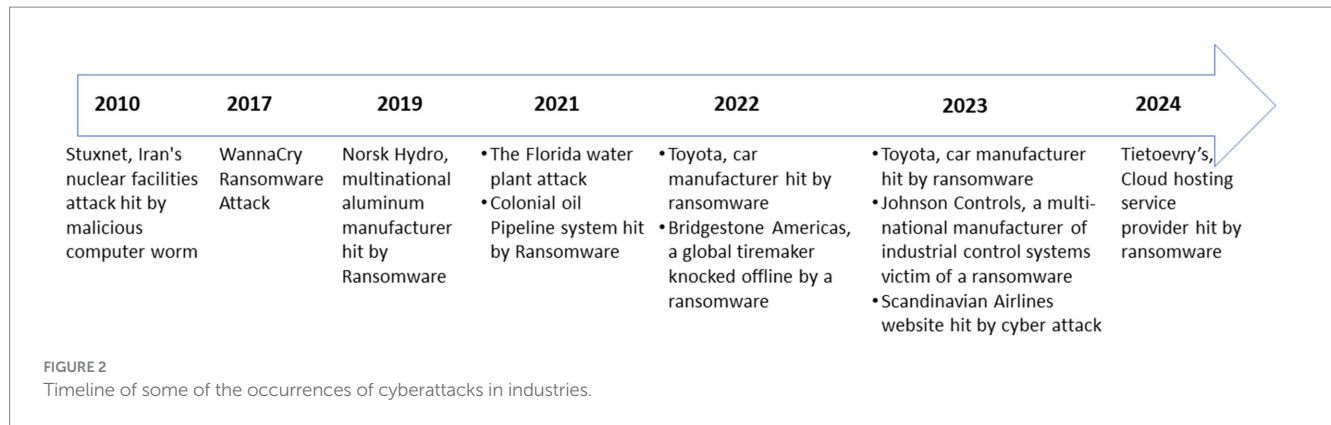 2010
2017
2019
2021
2022
2023
2024
Stuxnet, Iran's
nuclear facilities
attack hit by
malicious
computer worm
WannaCry
Ransomware
Attack
Norsk Hydro,
multinational
aluminum
manufacturer
hit by
Ransomware
•The Florida water
plant attack
•Colonial oil
Pipeline system hit
by Ransomware
•Toyota, car
manufacturer hit by
ransomware
•Bridgestone Americas,
a global tiremaker
knocked offline by a
ransomware
•Toyota, car manufacturer
hit by ransomware
•Johnson Controls, a multi-
national manufacturer of
industrial control systems
victim of a ransomware
•Scandinavian Airlines
website hit by cyber attack
Tietoevry’s,
Cloud hosting
service
provider hit by
ransomware
FIGURE 2
Timeline of some of the occurrences of cyberattacks in industries.